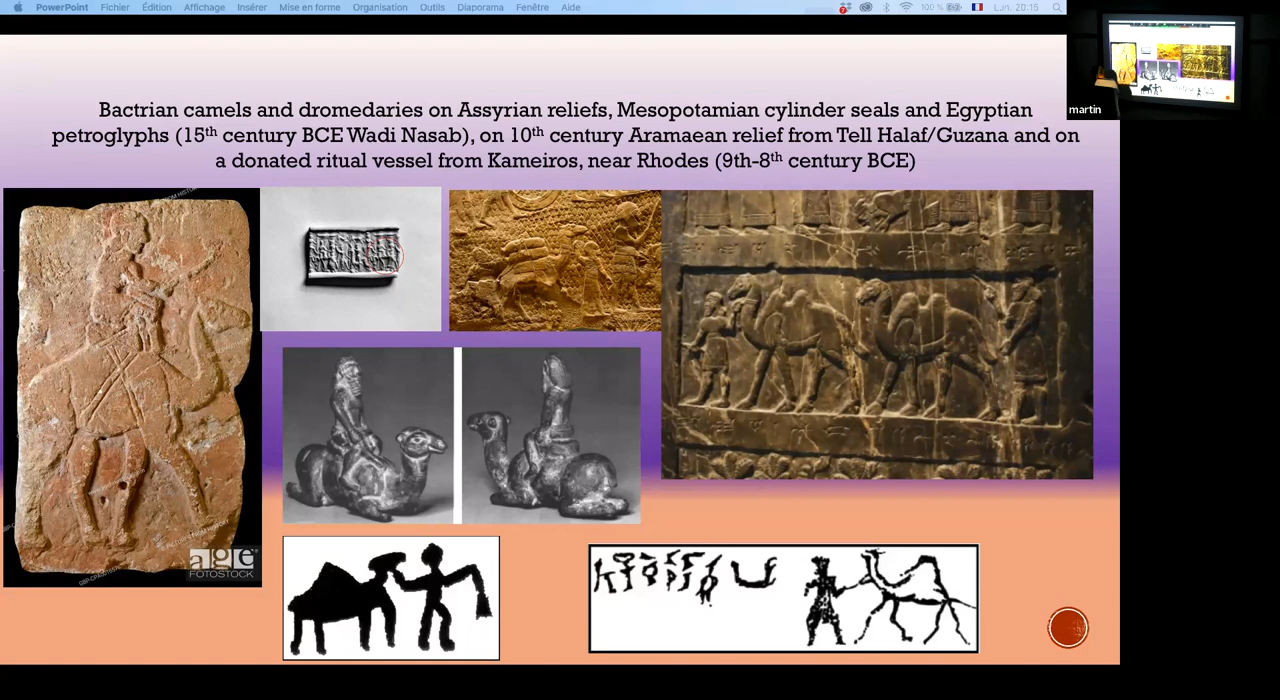 PowerPoint Fichier Édition Affichage Insérer Mise en forme Organisation Outils Diaporama Fenêtre Aide
100 % Lun. 20:15
martin
Bactrian camels and dromedaries on Assyrian reliefs, Mesopotamian cylinder seals and Egyptian
petroglyphs (15th century BCE Wadi Nasab), on 10th century Aramaean relief from Tell Halaf/Guzana and on
a donated ritual vessel from Kameiros, near Rhodes (9th-8th century BCE)
age
FOTOSTOCK